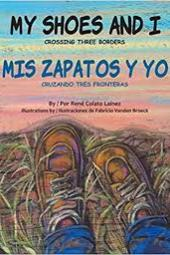 MY SHOES AND I
CROSSING THREE BORDERS
MIS ZAPATOS Y YO
CRUZANDO TRES FRONTERAS
By / Por René Colato Laínez
Illustrations by / Ilustraciones de Fabricio Vanden Broeck